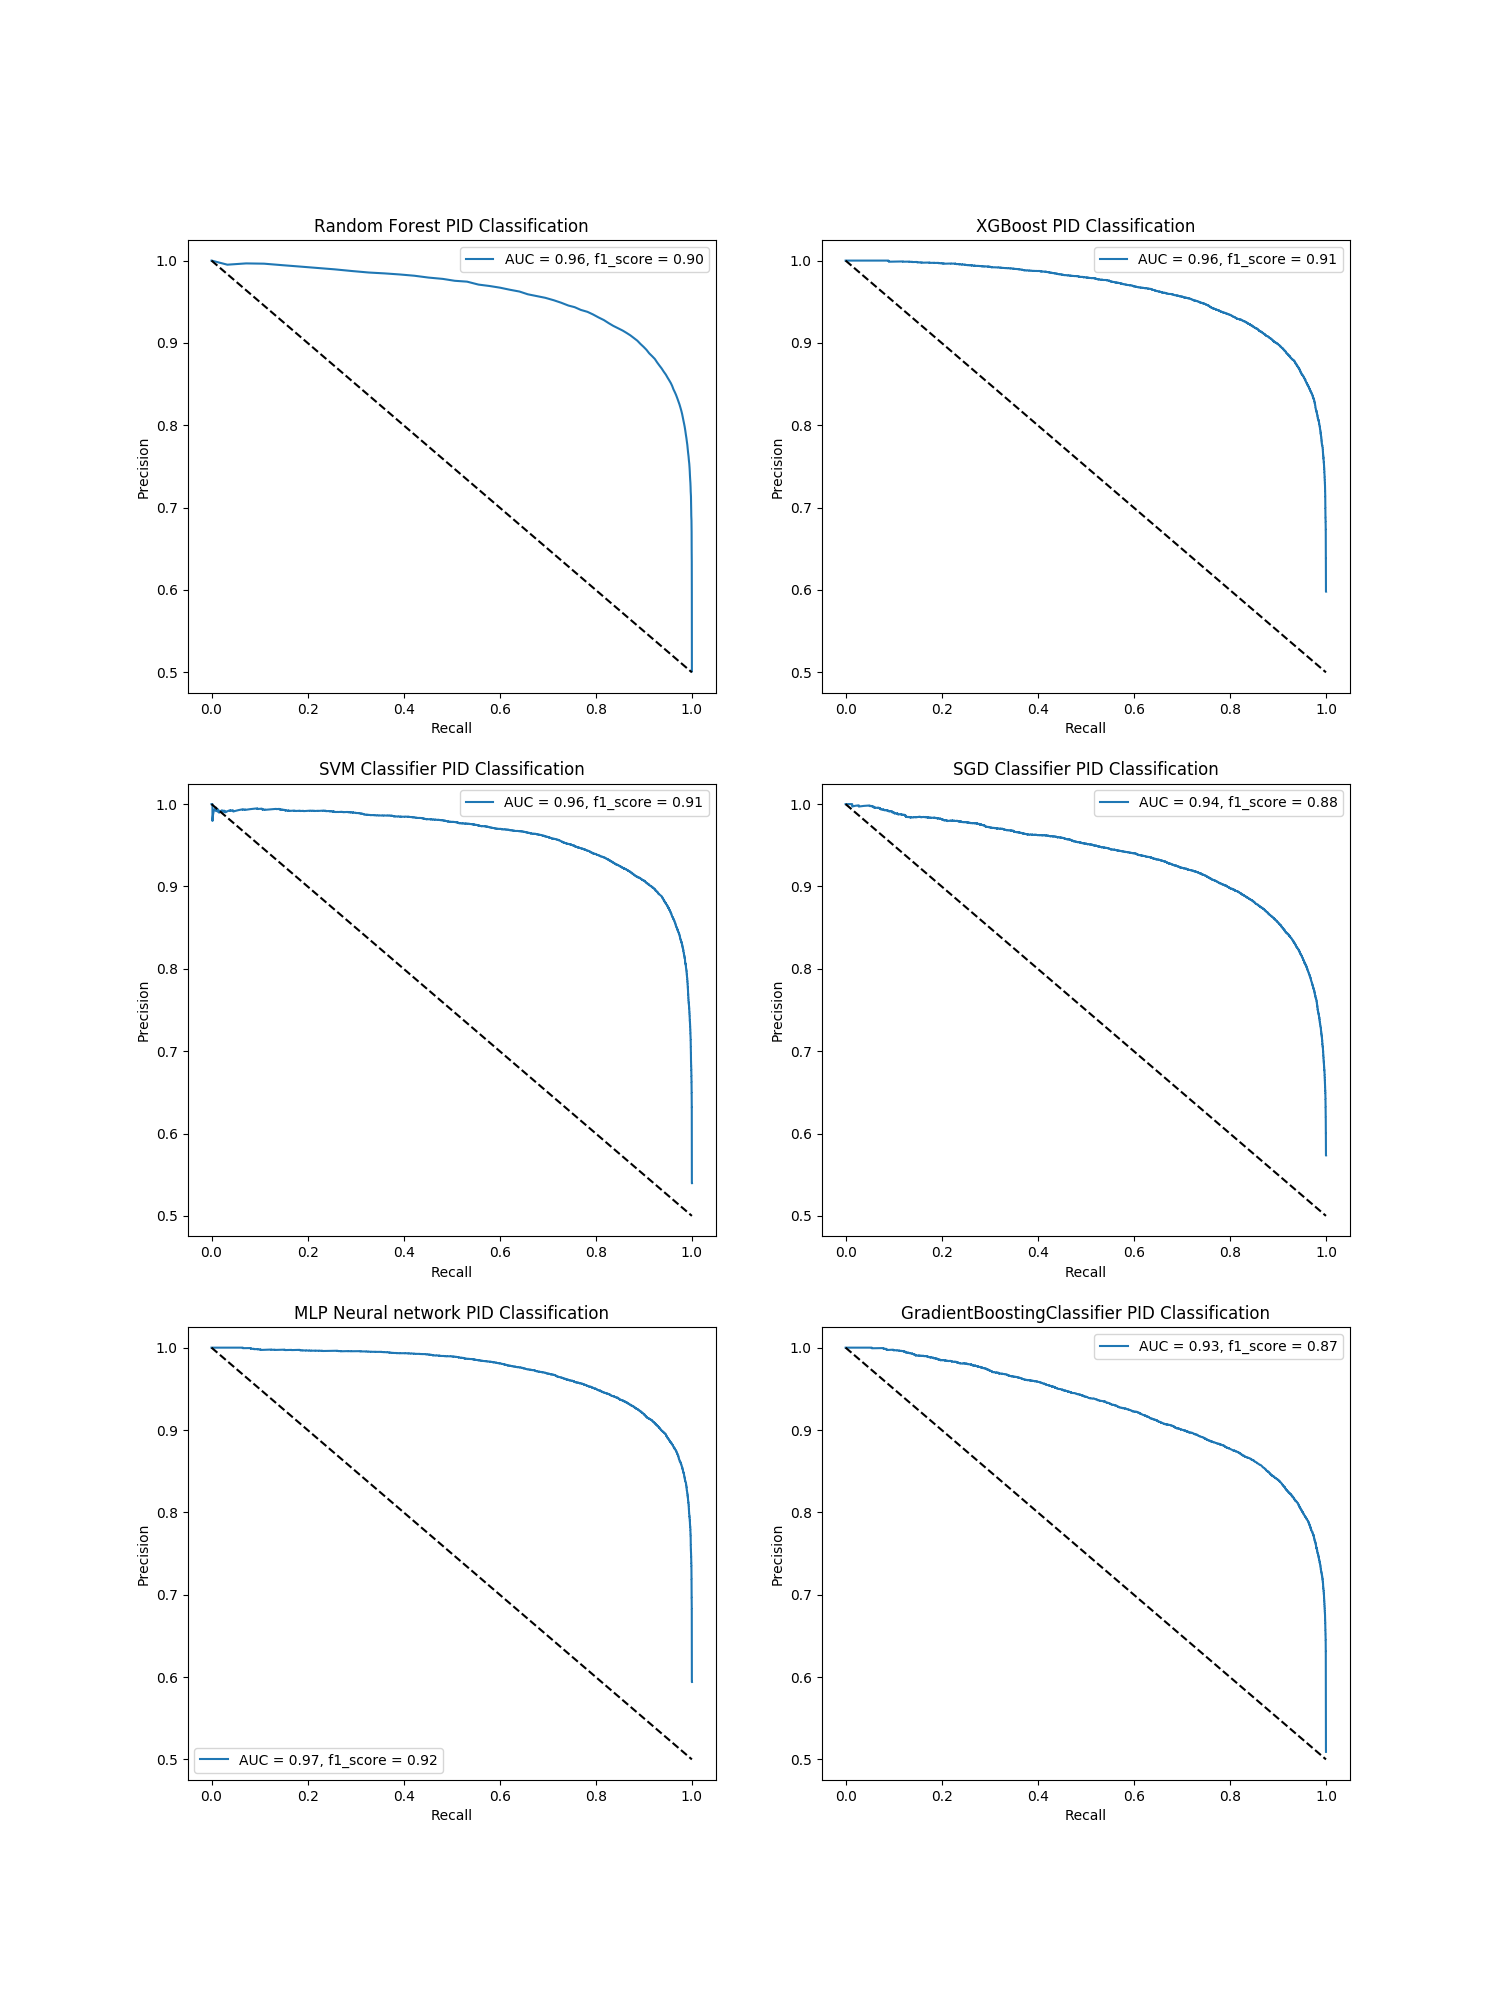 Random Forest PID Classification
AUC = 0.96, f1_score = 0.90
1.0
0.9
0.8
0.7
0.6
0.5
Precision
0.0 0.2 0.4 0.6 0.8 1.0
Recall
XGBoost PID Classification
AUC = 0.96, f1_score = 0.91
1.0
0.9
0.8
0.7
0.6
0.5
Precision
0.0 0.2 0.4 0.6 0.8 1.0
Recall
SVM Classifier PID Classification
AUC = 0.96, f1_score = 0.91
1.0
0.9
0.8
0.7
0.6
0.5
Precision
0.0 0.2 0.4 0.6 0.8 1.0
Recall
SGD Classifier PID Classification
AUC = 0.94, f1_score = 0.88
1.0
0.9
0.8
0.7
0.6
0.5
Precision
0.0 0.2 0.4 0.6 0.8 1.0
Recall
MLP Neural network PID Classification
1.0
0.9
0.8
0.7
0.6
0.5
Precision
AUC = 0.97, f1_score = 0.92
0.0 0.2 0.4 0.6 0.8 1.0
Recall
GradientBoostingClassifier PID Classification
AUC = 0.93, f1_score = 0.87
1.0
0.9
0.8
0.7
0.6
0.5
Precision
0.0 0.2 0.4 0.6 0.8 1.0
Recall